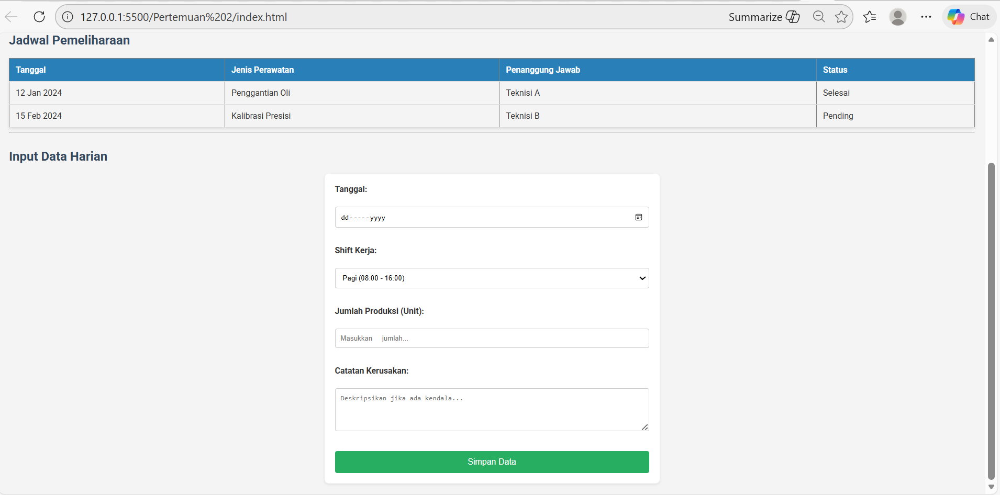 127.0.0.1:5500/Pertemuan%202/index.html Summarize Chat
Jadwal Pemeliharaan
Tanggal Jenis Perawatan Penanggung Jawab Status
12 Jan 2024 Penggantian Oli Teknisi A Selesai
15 Feb 2024 Kalibrasi Presisi Teknisi B Pending
Input Data Harian
Tanggal:
dd-----yyyy
Shift Kerja:
Pagi (08:00 - 16:00)
Jumlah Produksi (Unit):
Masukkan jumlah...
Catatan Kerusakan:
Deskripsikan jika ada kendala...
Simpan Data